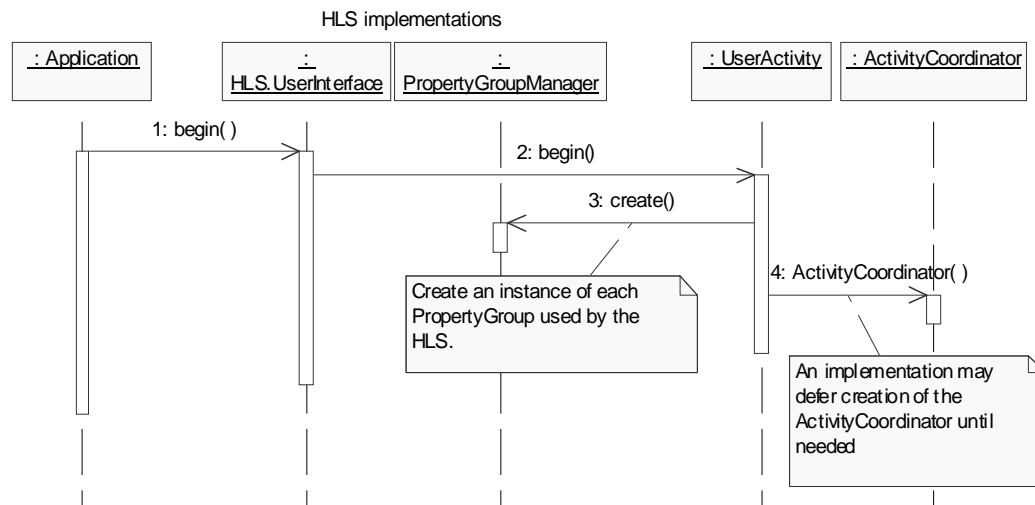 HLS implementations
: Application
:
HLS.UserInterface
:
PropertyGroupManager
: UserActivity
: ActivityCoordinator
1: begin( )
2: begin()
3: create()
4: ActivityCoordinator( )
Create an instance of each
PropertyGroup used by the
HLS.
An implementation may
defer creation of the
ActivityCoordinator until
needed